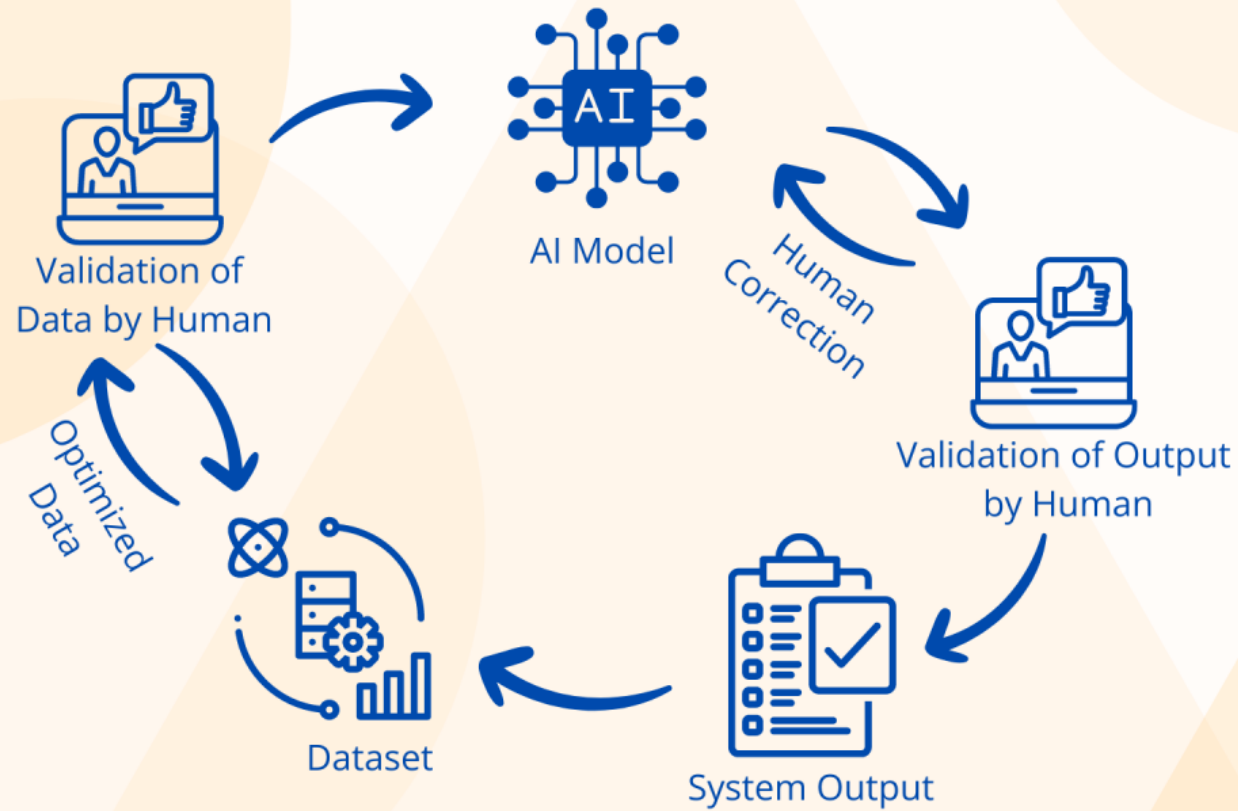 AI
AI Model
Validation of
Data by Human
Human
Correction
Validation of Output
by Human
Optimized
Data
Dataset
System Output